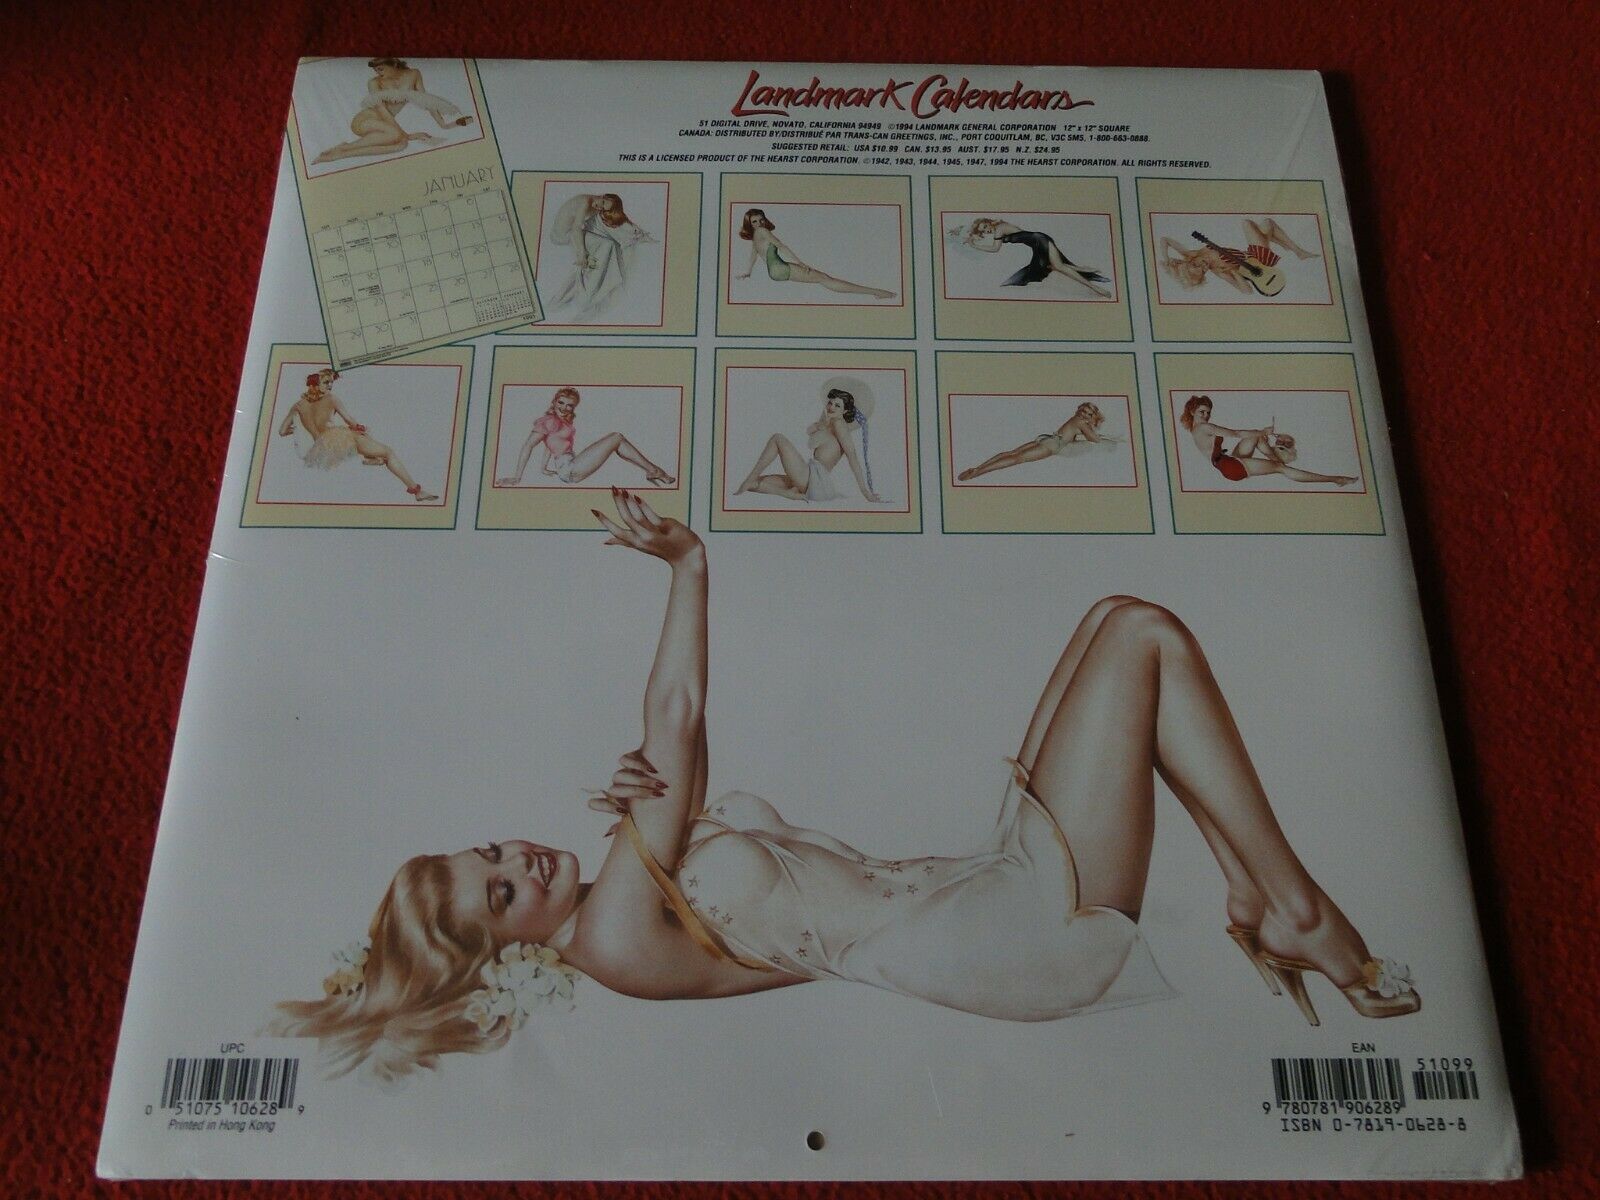 Landmark Calendars
51 DIGITAL DRIVE, NOVATO, CALIFORNIA 94949 ©1994 LANDMARK GENERAL CORPORATION 12" x 12" SQUARE
CANADA: DISTRIBUTED BY/DISTRIBUÉ PAR TRANS-CAN GREETINGS, INC., PORT COQUITLAM, BC, V3C 5M5, 1-800-663-0888.
SUGGESTED RETAIL: USA $10.99 CAN. $13.95 AUST. $17.95 N.Z. $24.95
THIS IS A LICENSED PRODUCT OF THE HEARST CORPORATION. ©1942, 1943, 1944, 1945, 1947, 1994 THE HEARST CORPORATION. ALL RIGHTS RESERVED.
JANUARY
UPC
0 51075 10628 9
Printed in Hong Kong
EAN
51099
9 780781 906289
ISBN 0-7819-0628-8